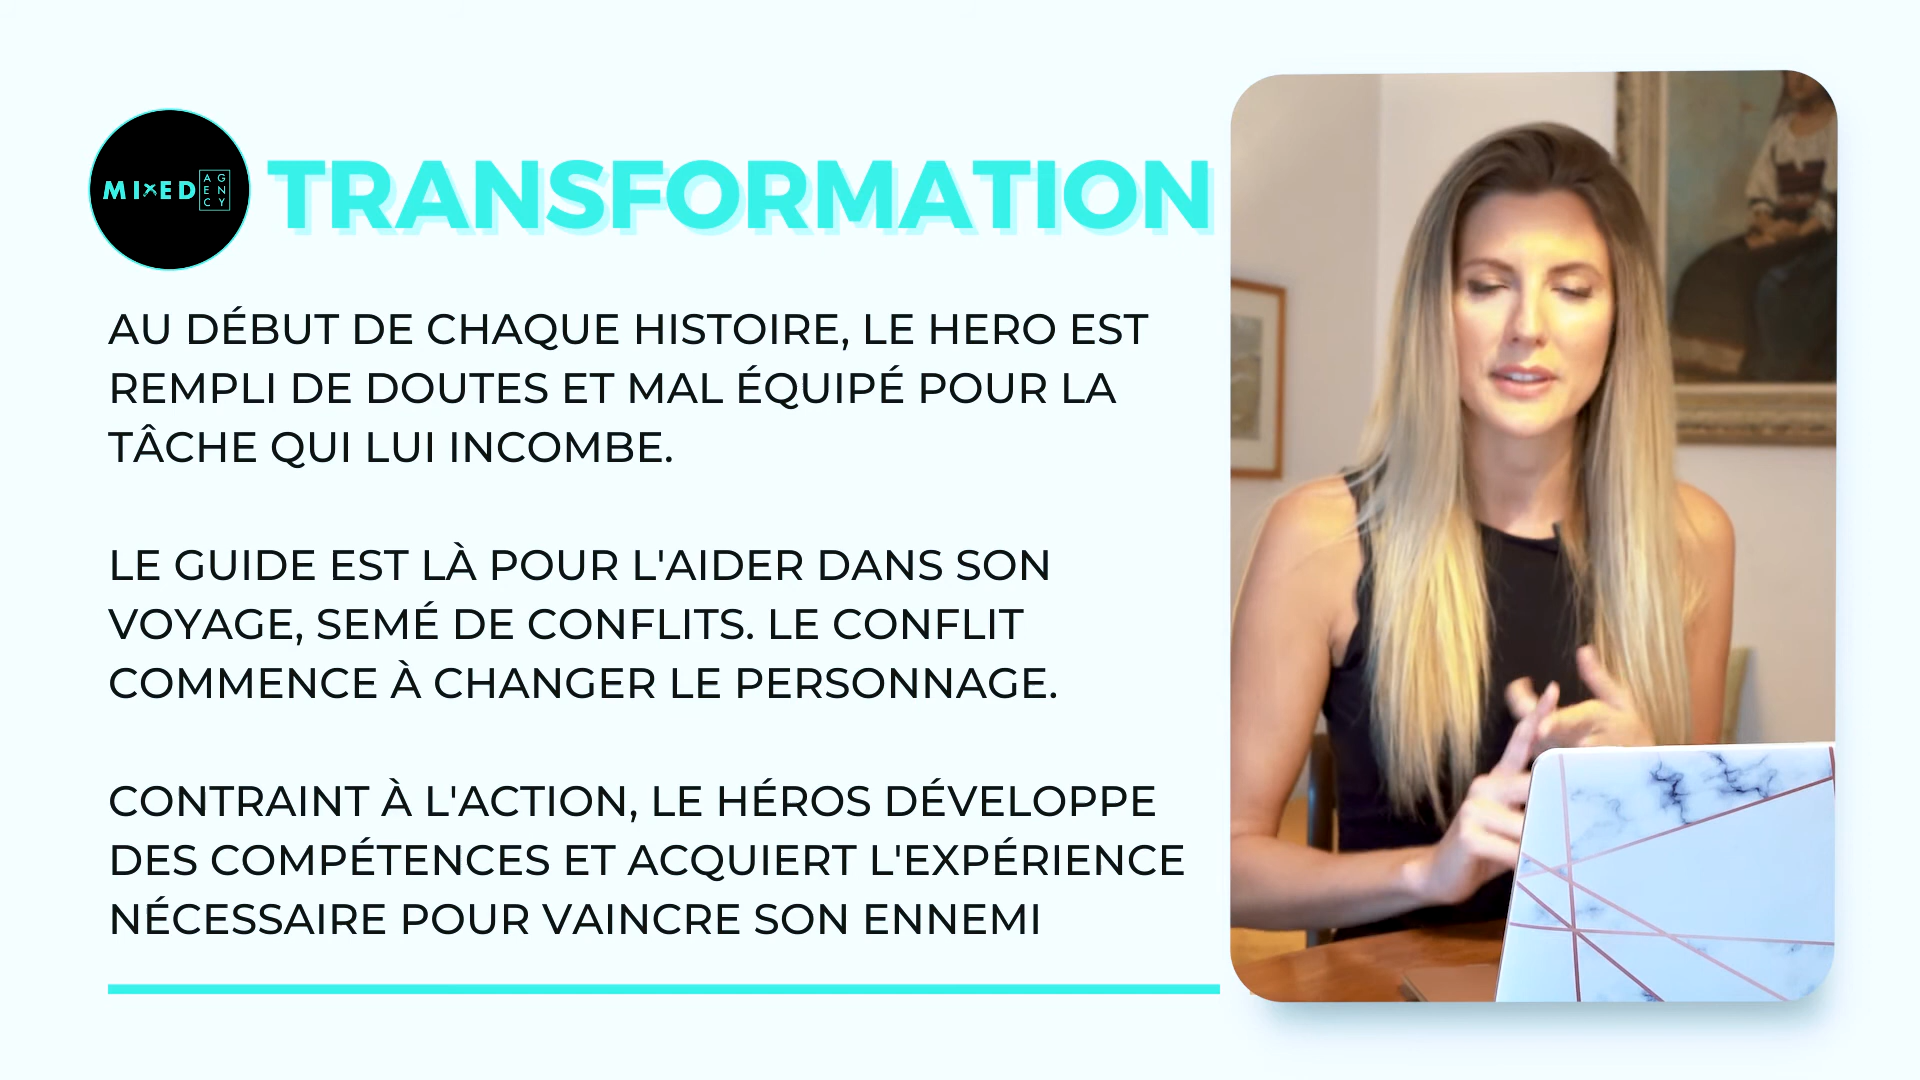 MIXED AGENCY
TRANSFORMATION
AU DÉBUT DE CHAQUE HISTOIRE, LE HERO EST
REMPLI DE DOUTES ET MAL ÉQUIPÉ POUR LA
TÂCHE QUI LUI INCOMBE.
LE GUIDE EST LÀ POUR L'AIDER DANS SON
VOYAGE, SEMÉ DE CONFLITS. LE CONFLIT
COMMENCE À CHANGER LE PERSONNAGE.
CONTRAINT À L'ACTION, LE HÉROS DÉVELOPPE
DES COMPÉTENCES ET ACQUIERT L'EXPÉRIENCE
NÉCESSAIRE POUR VAINCRE SON ENNEMI